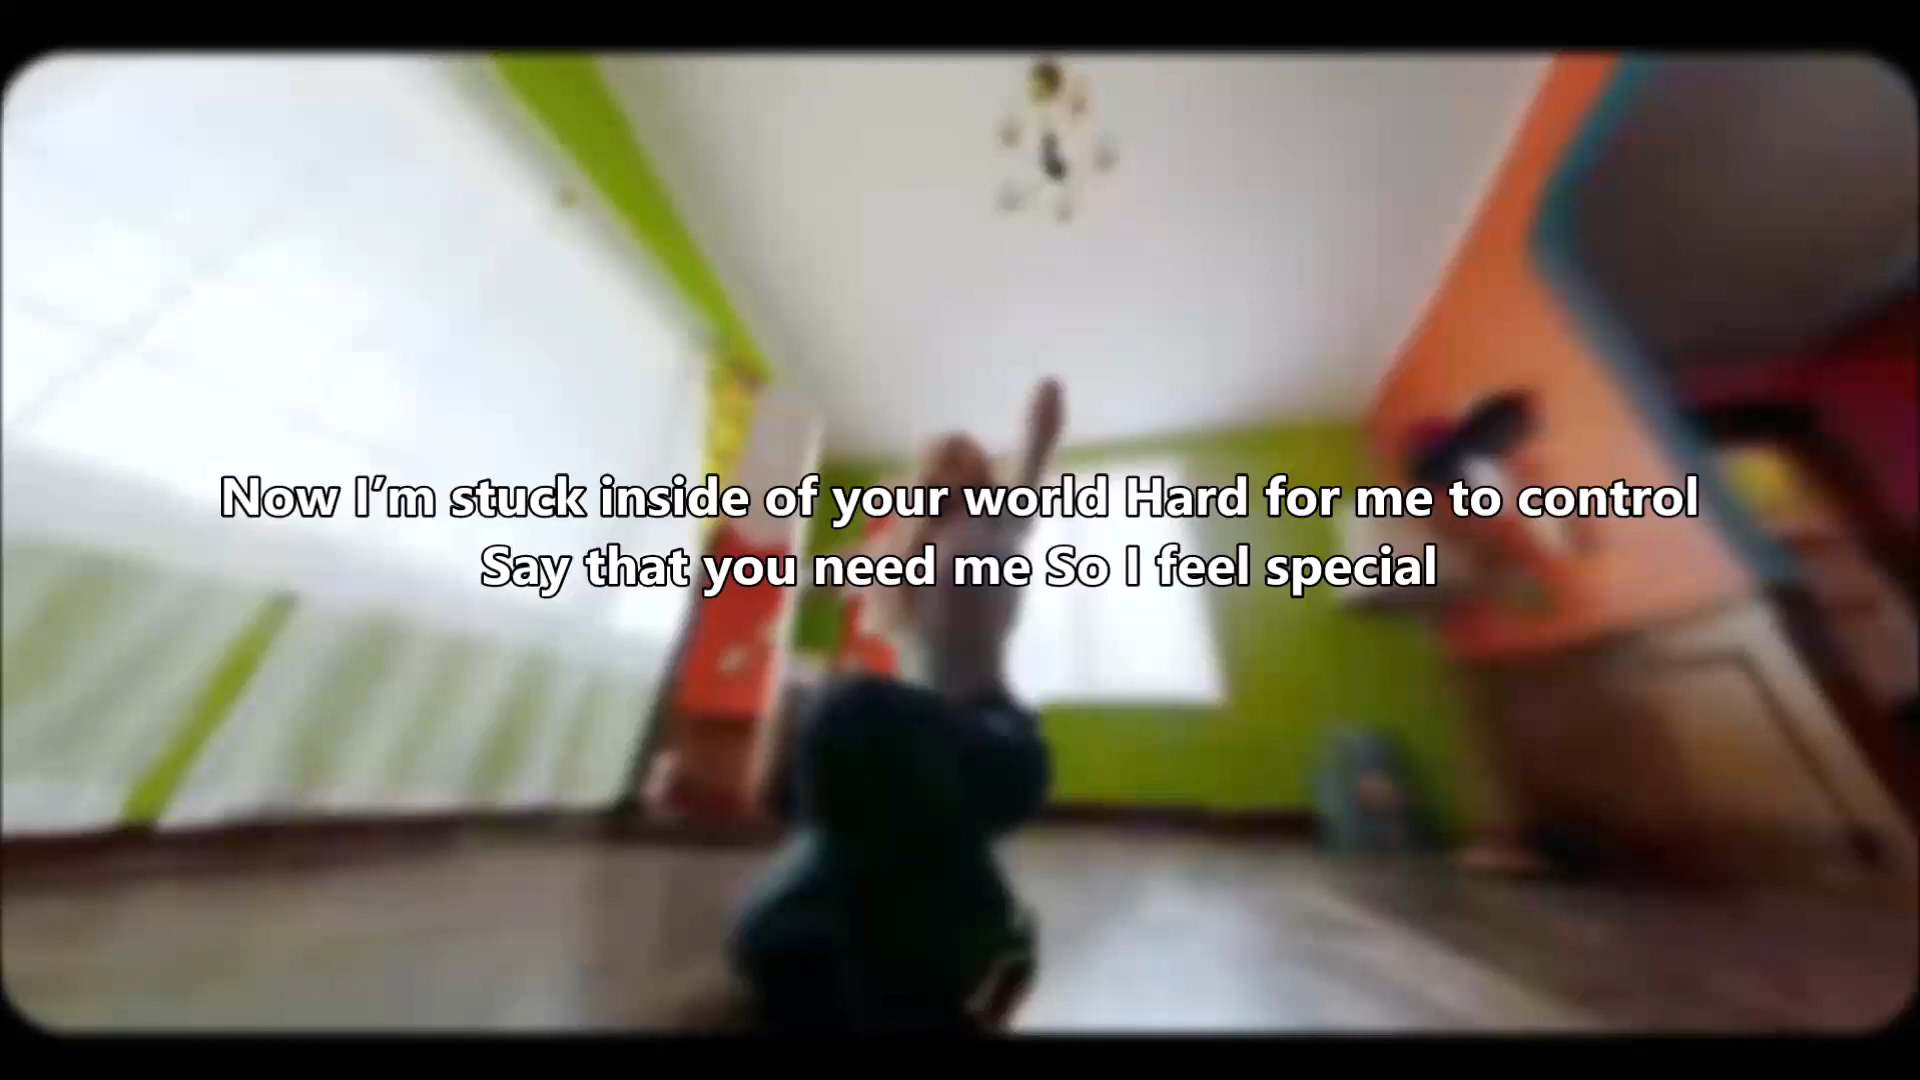 Now I’m stuck inside of your world Hard for me to control
Say that you need me So I feel special